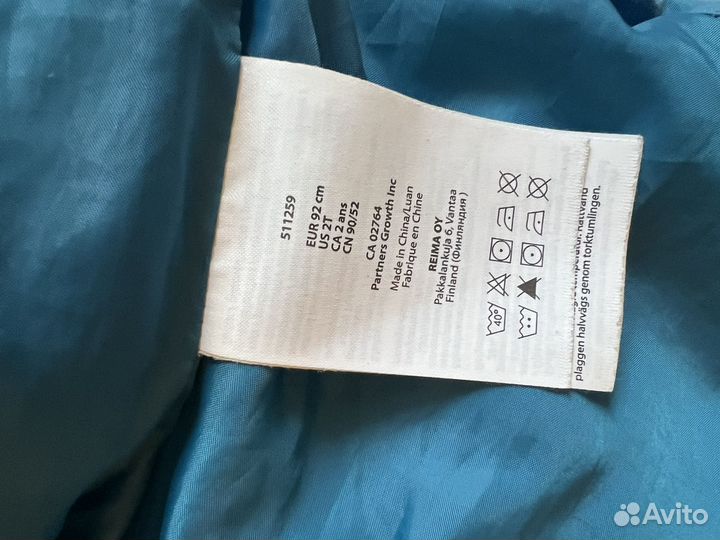 511259
EUR 92 cm
US 2T
CA 2 ans
CN 90/52
CA 02764
Partners Growth Inc
Made in China/Luan
Fabrique en Chine
REIMA OY
Pakkalankuja 6, Vantaa
Finland (Финляндия)
40°
plaggen halvvägs genom torktumlingen.
Avito